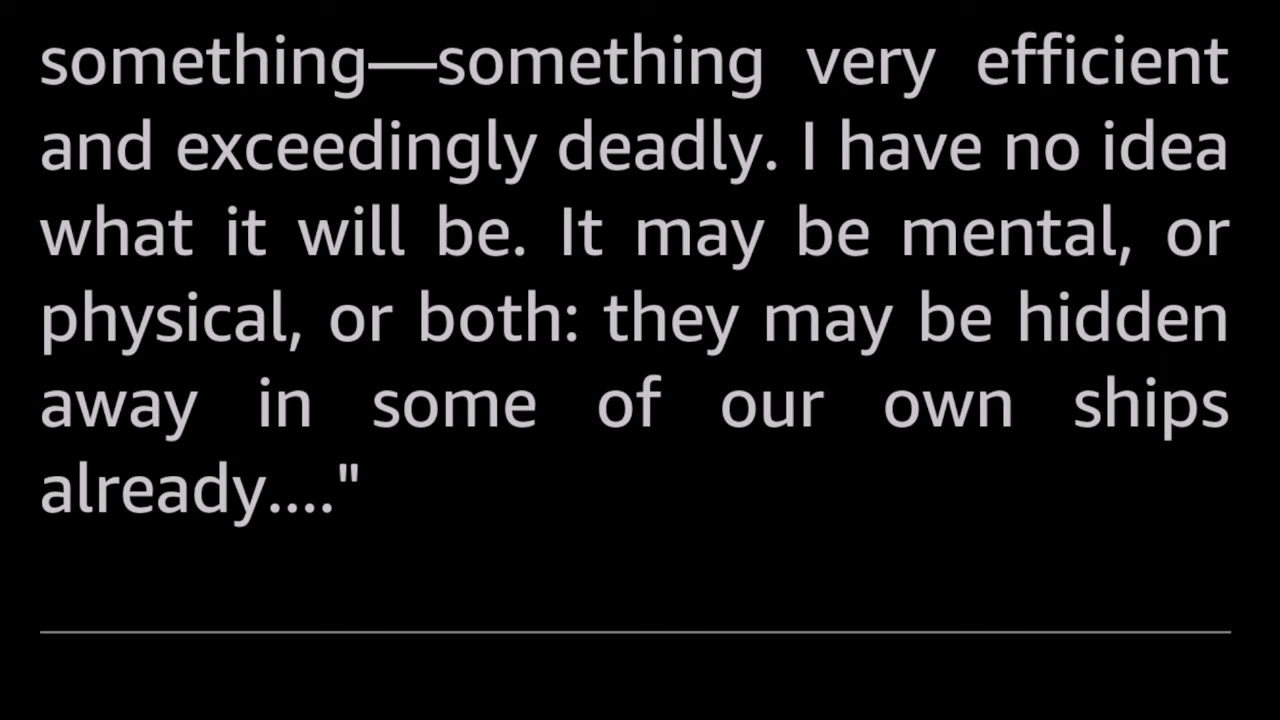 something—something very efficient
and exceedingly deadly. I have no idea
what it will be. It may be mental, or
physical, or both: they may be hidden
away in some of our own ships
already...."